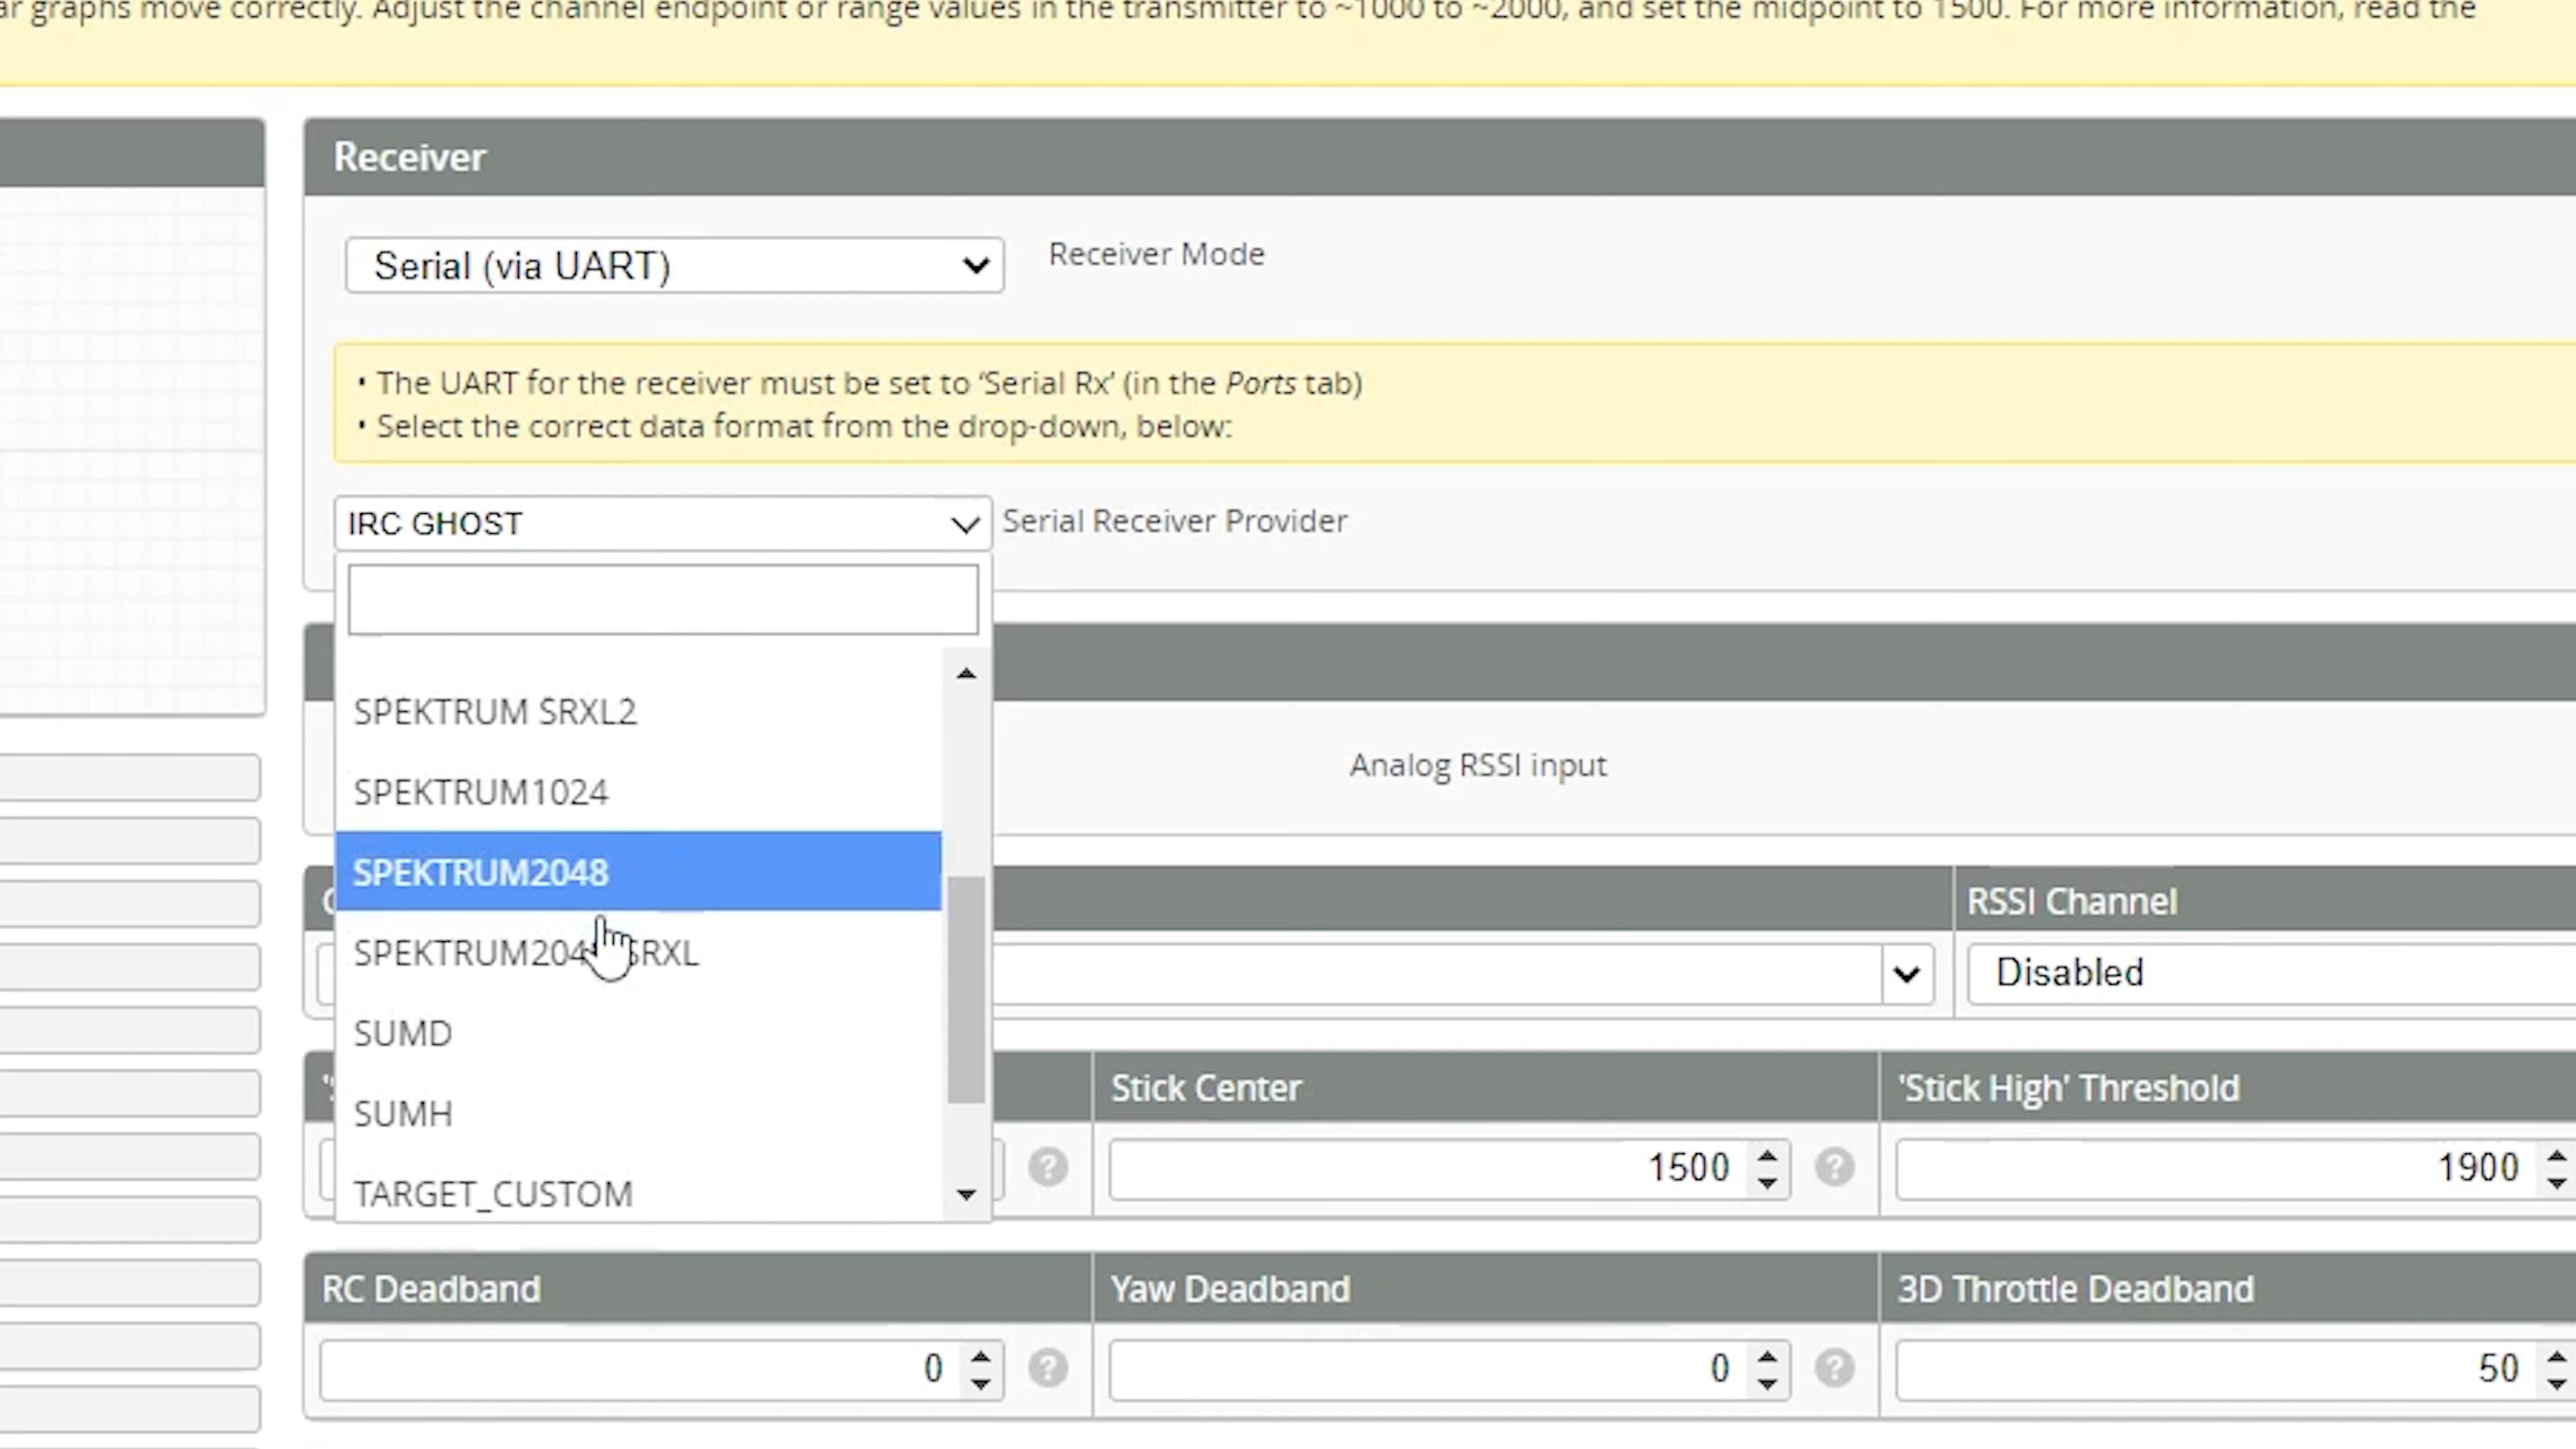 ar graphs move correctly. Adjust the channel endpoint or range values in the transmitter to ~1000 to ~2000, and set the midpoint to 1500. For more information, read the
Receiver
Serial (via UART)
Receiver Mode
• The UART for the receiver must be set to ‘Serial Rx’ (in the Ports tab)
• Select the correct data format from the drop-down, below:
IRC GHOST
Serial Receiver Provider
SPEKTRUM SRXL2
SPEKTRUM1024
Analog RSSI input
SPEKTRUM2048
RSSI Channel
SRXL
Disabled
SUMD
SUMH
Stick Center
'Stick High' Threshold
1500
1900
TARGET_CUSTOM
RC Deadband
Yaw Deadband
3D Throttle Deadband
0
0
50